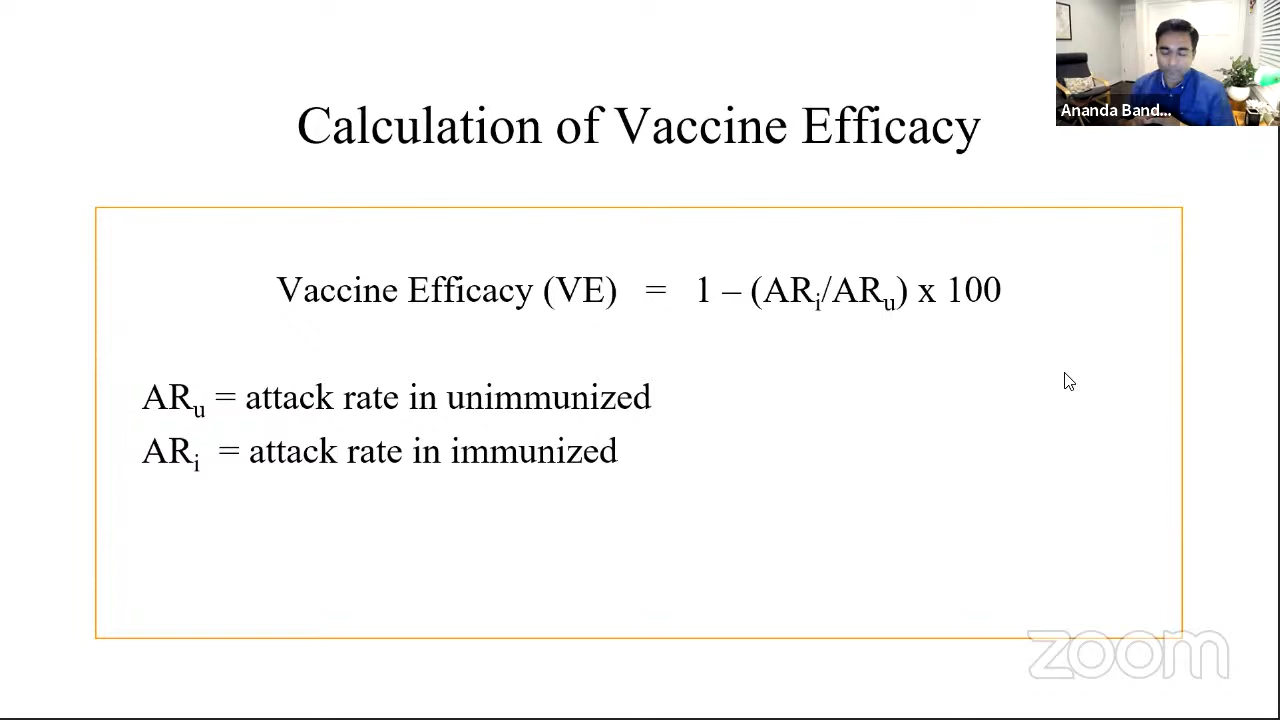 Calculation of Vaccine Efficacy
Ananda Band...
Vaccine Efficacy (VE) = 1 – (ARi/ARu) x 100
ARu = attack rate in unimmunized
ARi = attack rate in immunized
zoom